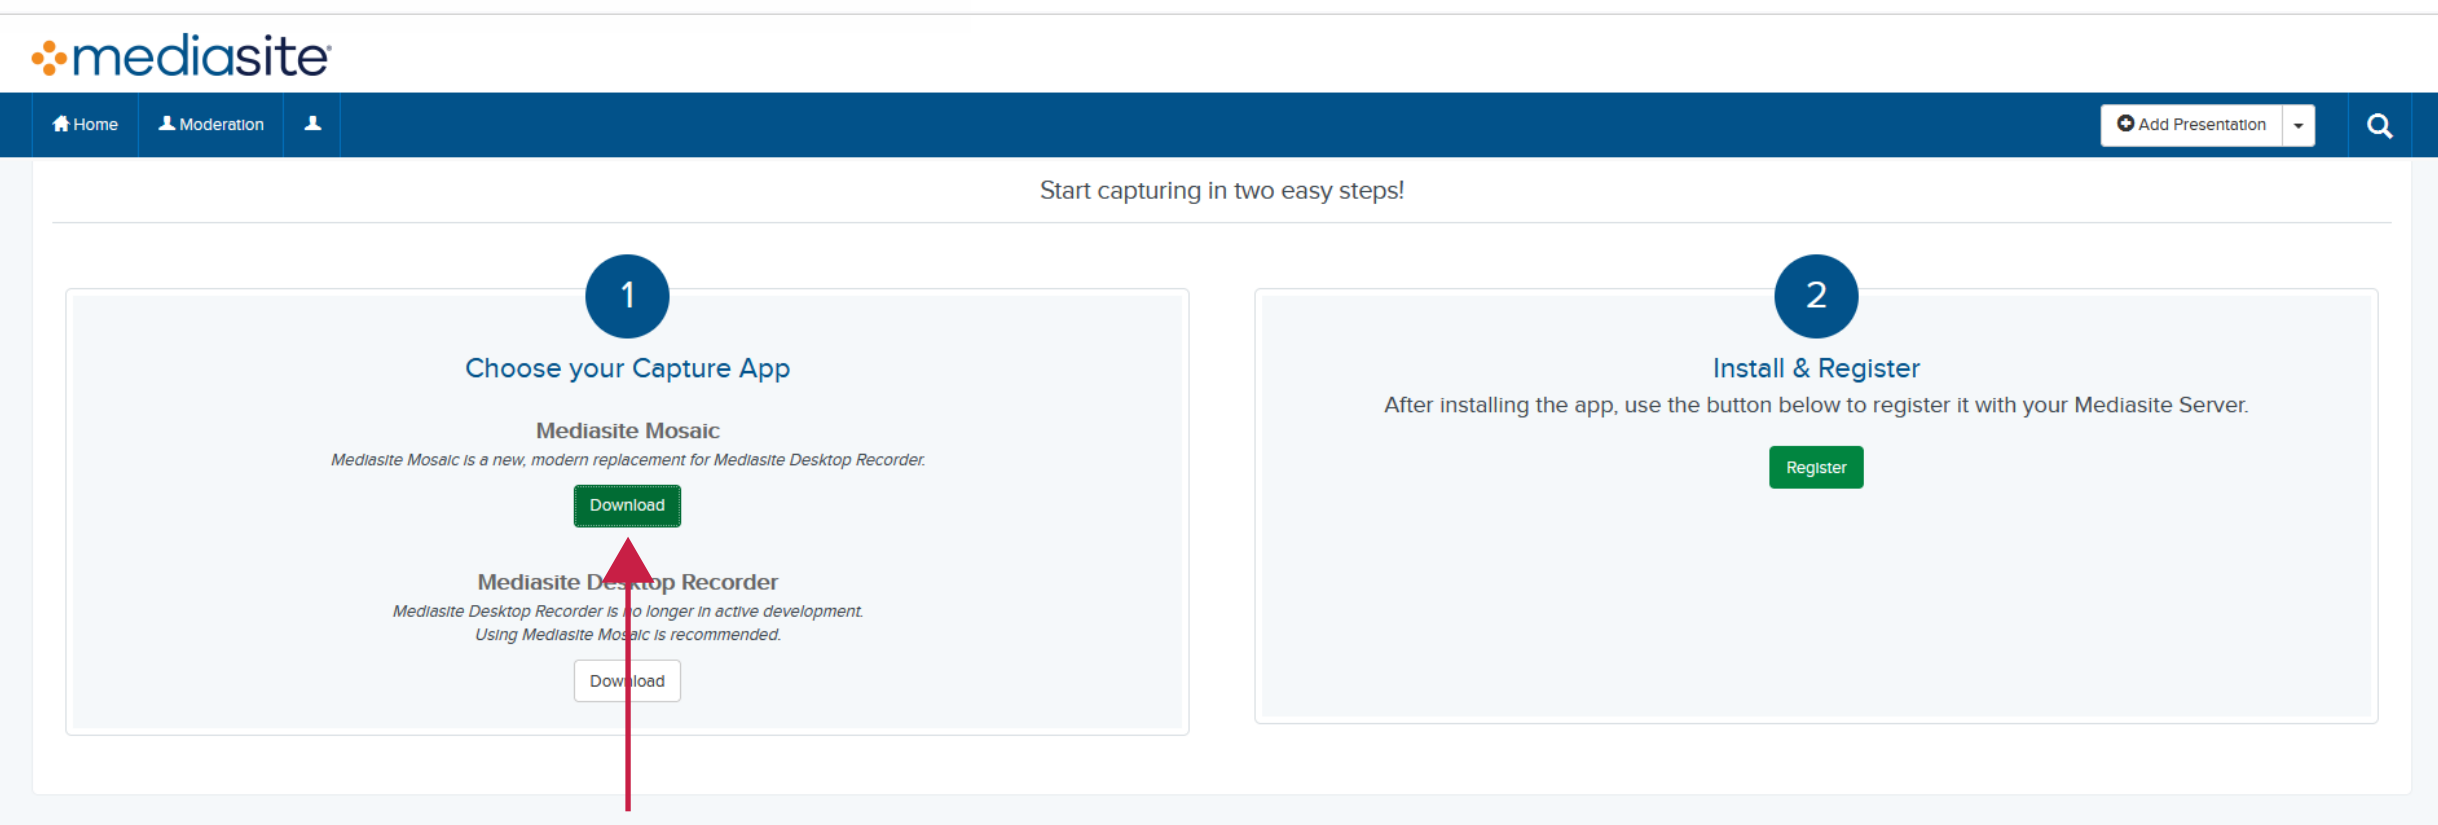 mediasite
Home
Moderation
Add Presentation
Start capturing in two easy steps!
1
Choose your Capture App
Mediasite Mosaic
Mediasite Mosaic is a new, modern replacement for Mediasite Desktop Recorder.
Download
Mediasite Desktop Recorder
Mediasite Desktop Recorder is no longer in active development.
Using Mediasite Mosaic is recommended.
Download
2
Install & Register
After installing the app, use the button below to register it with your Mediasite Server.
Register